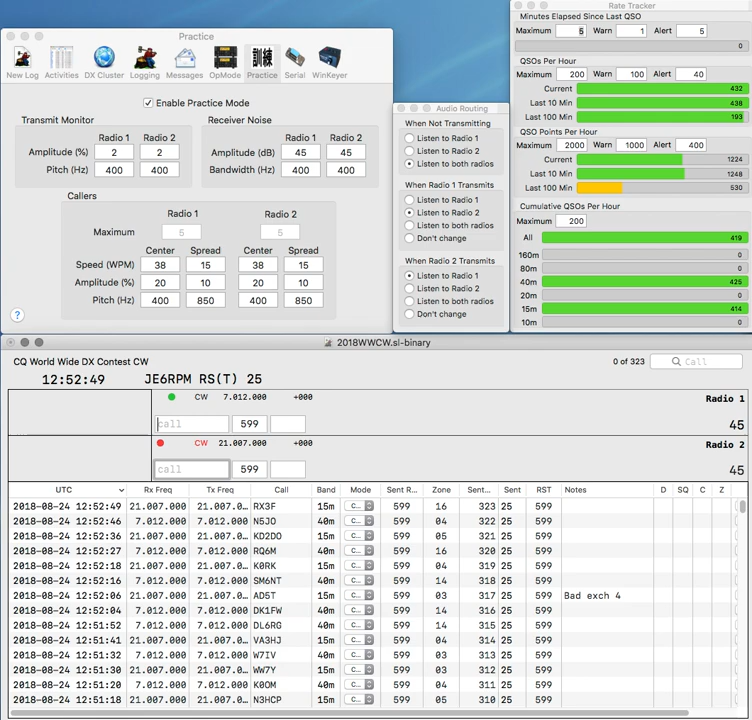 Practice
New Log Activities DX Cluster Logging Messages OpMode Practice Serial WinKeyer
訓練
Enable Practice Mode
Transmit Monitor
Radio 1 Radio 2
Amplitude (%) 2 2
Pitch (Hz) 400 400
Receiver Noise
Radio 1 Radio 2
Amplitude (dB) 45 45
Bandwidth (Hz) 400 400
Callers
Radio 1 Radio 2
Maximum 5 5
Center Spread Center Spread
Speed (WPM) 38 15 38 15
Amplitude (%) 20 10 20 10
Pitch (Hz) 400 850 400 850
?
Audio Routing
When Not Transmitting
Listen to Radio 1
Listen to Radio 2
Listen to both radios
When Radio 1 Transmits
Listen to Radio 1
Listen to Radio 2
Listen to both radios
Don't change
When Radio 2 Transmits
Listen to Radio 1
Listen to Radio 2
Listen to both radios
Don't change
Rate Tracker
Minutes Elapsed Since Last QSO
Maximum 5 Warn 1 Alert 5
0
QSOs Per Hour
Maximum 200 Warn 100 Alert 40
Current 432
Last 10 Min 438
Last 100 Min 193
QSO Points Per Hour
Maximum 2000 Warn 1000 Alert 400
Current 1224
Last 10 Min 1248
Last 100 Min 530
Cumulative QSOs Per Hour
Maximum 200
All 419
160m 0
80m 0
40m 425
20m 0
15m 414
10m 0
2018WWCW.sl-binary
CQ World Wide DX Contest CW 0 of 323 Call
12:52:49 JE6RPM RS(T) 25
CW 7.012.000 +000 Radio 1
call 599 45
CW 21.007.000 +000 Radio 2
call 599 45
UTC Rx Freq Tx Freq Call Band Mode Sent R... Zone Sent... Sent RST Notes D SQ C Z
2018-08-24 12:52:49 21.007.000 21.007.0… RX3F 15m C... 599 16 323 25 599
2018-08-24 12:52:46 7.012.000 7.012.000 N5JO 40m C... 599 04 322 25 599
2018-08-24 12:52:36 21.007.000 21.007.0… KD2DO 15m C... 599 05 321 25 599
2018-08-24 12:52:27 7.012.000 7.012.000 RQ6M 40m C... 599 16 320 25 599
2018-08-24 12:52:18 21.007.000 21.007.0… K0RK 15m C... 599 04 319 25 599
2018-08-24 12:52:16 7.012.000 7.012.000 SM6NT 40m C... 599 14 318 25 599
2018-08-24 12:52:06 21.007.000 21.007.0… AD5T 15m C... 599 03 317 25 599 Bad exch 4
2018-08-24 12:52:04 7.012.000 7.012.000 DK1FW 40m C... 599 14 316 25 599
2018-08-24 12:51:52 7.012.000 7.012.000 DL6RG 40m C... 599 14 315 25 599
2018-08-24 12:51:41 21.007.000 21.007.0… VA3HJ 15m C... 599 04 314 25 599
2018-08-24 12:51:32 7.012.000 7.012.000 W7IV 40m C... 599 03 313 25 599
2018-08-24 12:51:30 21.007.000 21.007.0… WW7Y 15m C... 599 03 312 25 599
2018-08-24 12:51:20 7.012.000 7.012.000 K0OM 40m C... 599 04 311 25 599
2018-08-24 12:51:18 21.007.000 21.007.0… N3HCP 15m C... 599 05 310 25 599